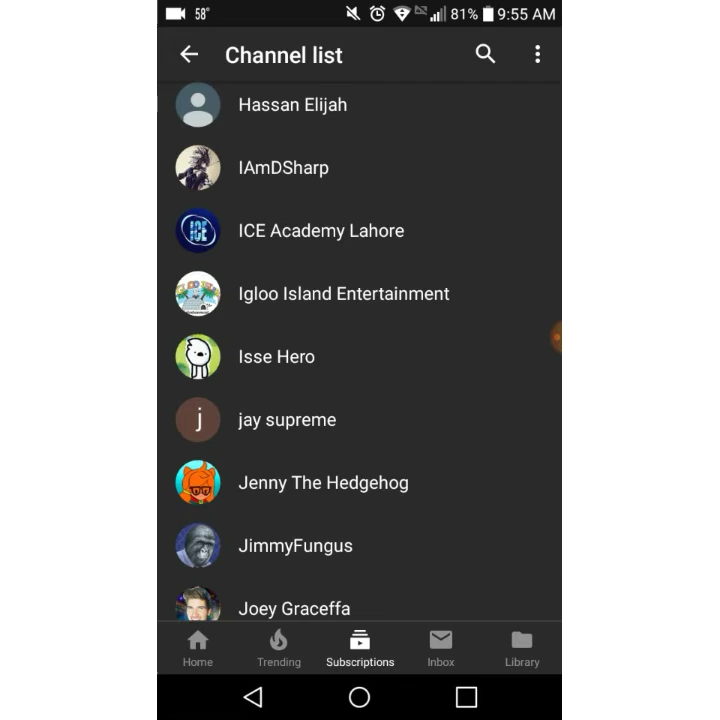 58° 81% 9:55 AM
Channel list
Hassan Elijah
IAmDSharp
ICE
ICE Academy Lahore
Igloo Island Entertainment
Isse Hero
j
jay supreme
Jenny The Hedgehog
JimmyFungus
Joey Graceffa
Home Trending Subscriptions Inbox Library